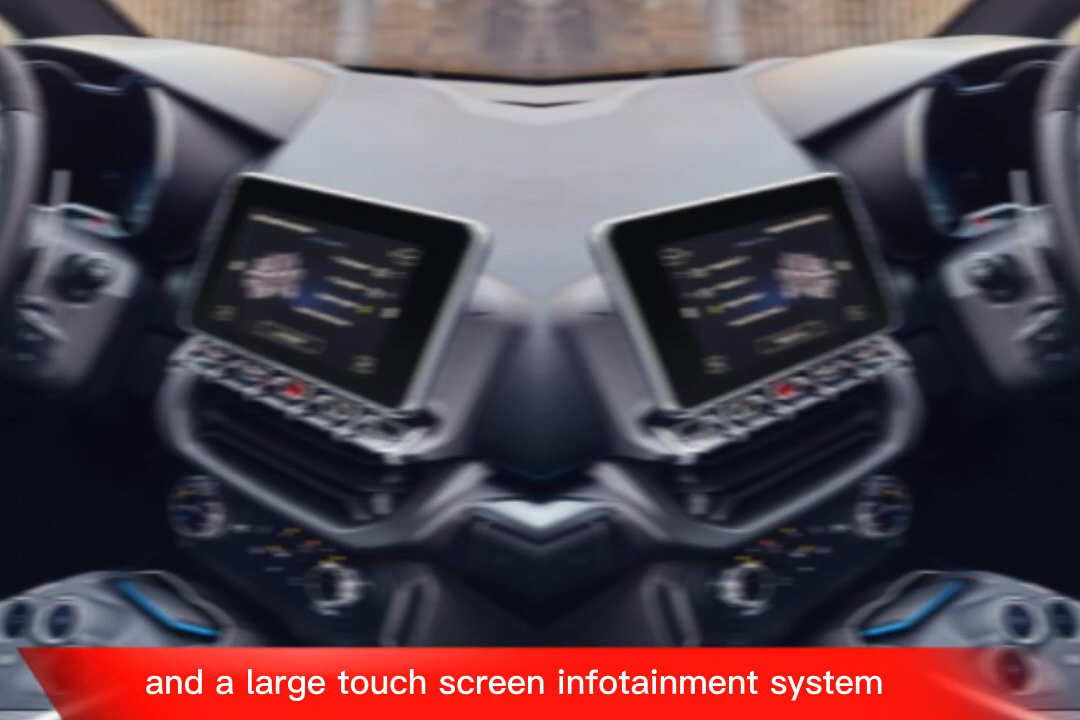 and a large touch screen infotainment system